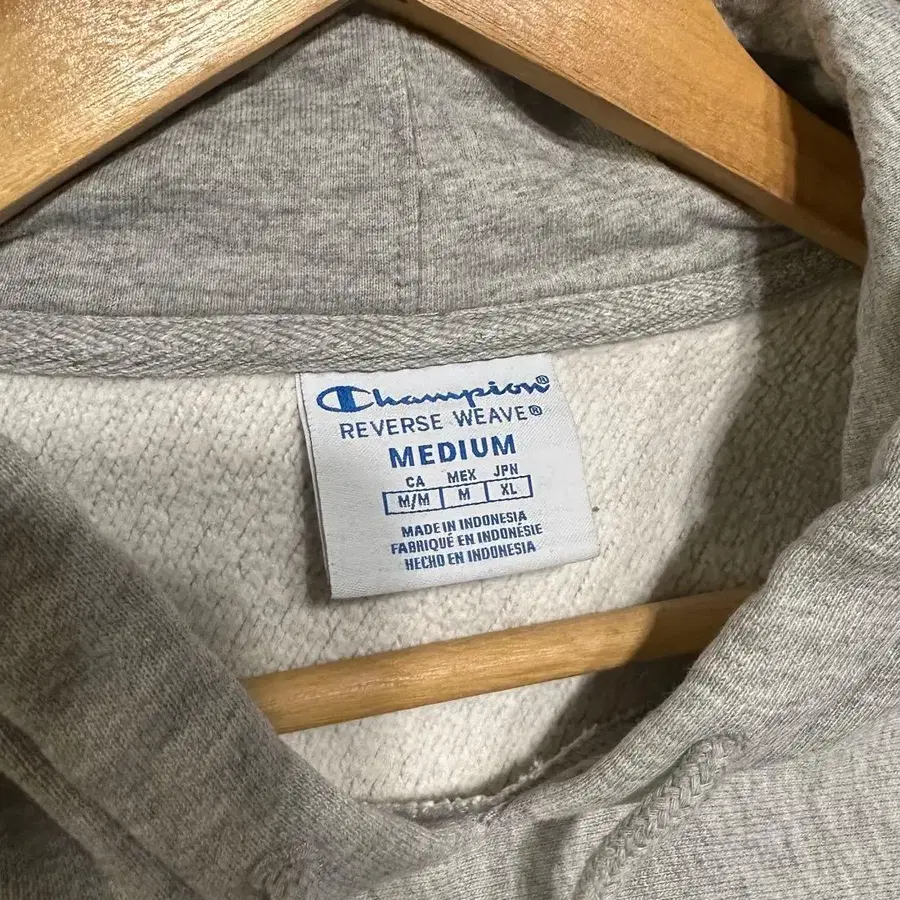 Champion®
REVERSE WEAVE®
MEDIUM
CA MEX JPN
M/M M XL
MADE IN INDONESIA
FABRIQUÉ EN INDONÉSIE
HECHO EN INDONESIA